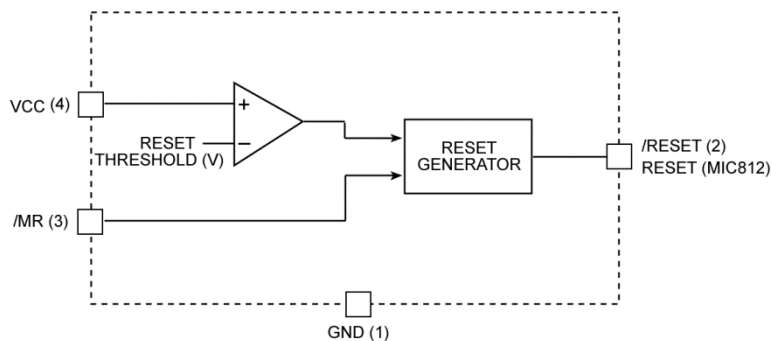 VCC (4)
+
RESET
THRESHOLD (V)
−
RESET
GENERATOR
/RESET (2)
RESET (MIC812)
/MR (3)
GND (1)